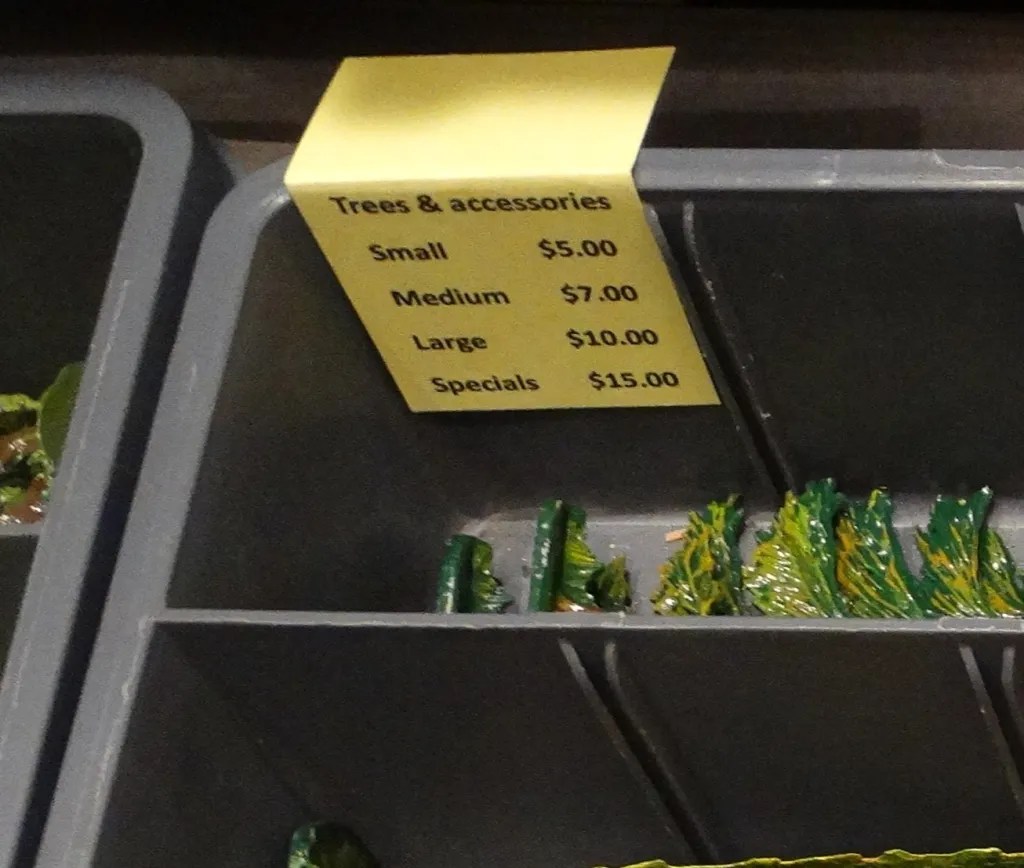 Trees & accessories
Small $5.00
Medium $7.00
Large $10.00
Specials $15.00